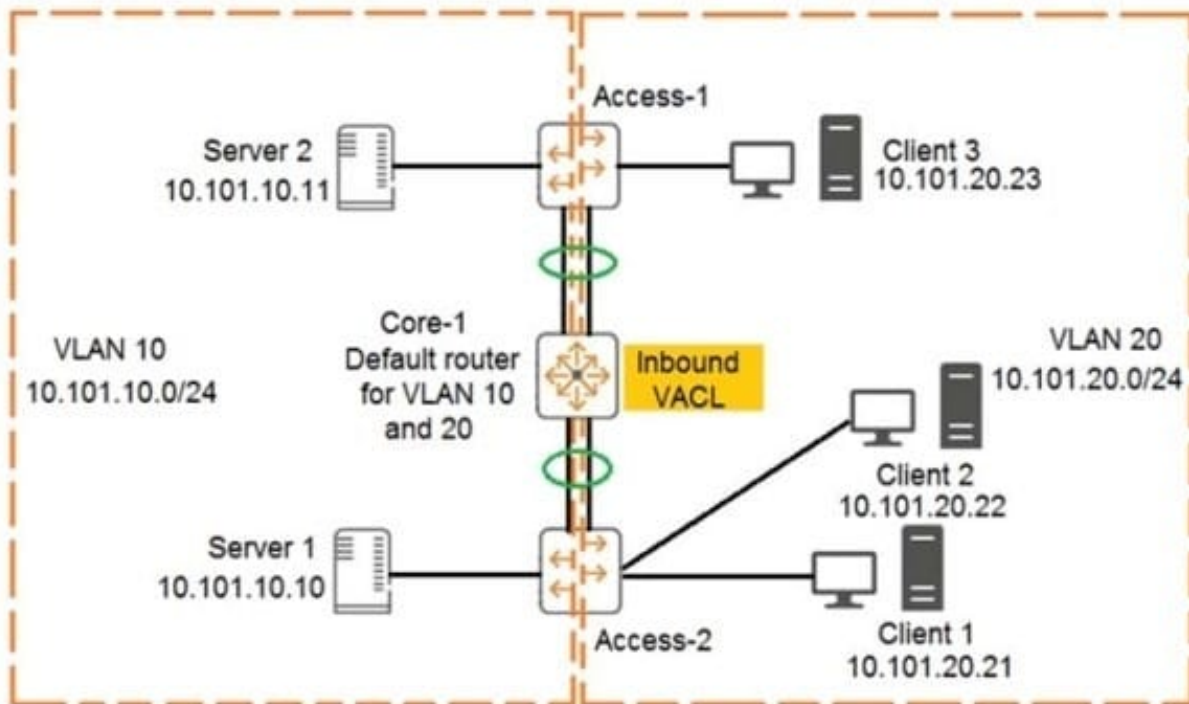 Access-1
Server 2
10.101.10.11
Client 3
10.101.20.23
Core-1
Default router
for VLAN 10
and 20
Inbound
VACL
VLAN 10
10.101.10.0/24
VLAN 20
10.101.20.0/24
Client 2
10.101.20.22
Server 1
10.101.10.10
Client 1
10.101.20.21
Access-2